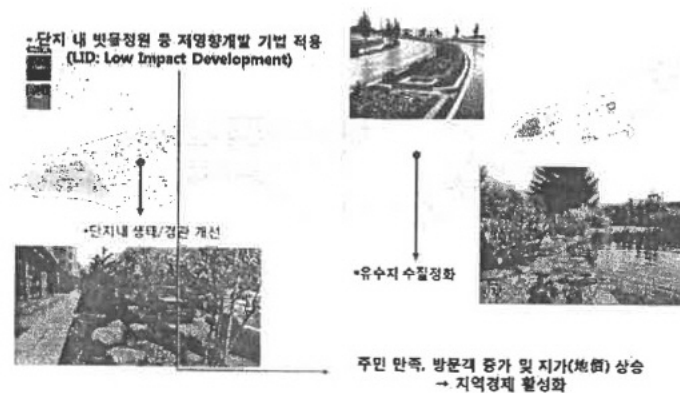 • 단지 내 빗물정원 등 저영향개발 기법 적용
(LID: Low Impact Development)
•단지내 생태/경관 개선
•유수지 수질정화
주민 만족, 방문객 증가 및 지가(地價) 상승
→ 지역경제 활성화